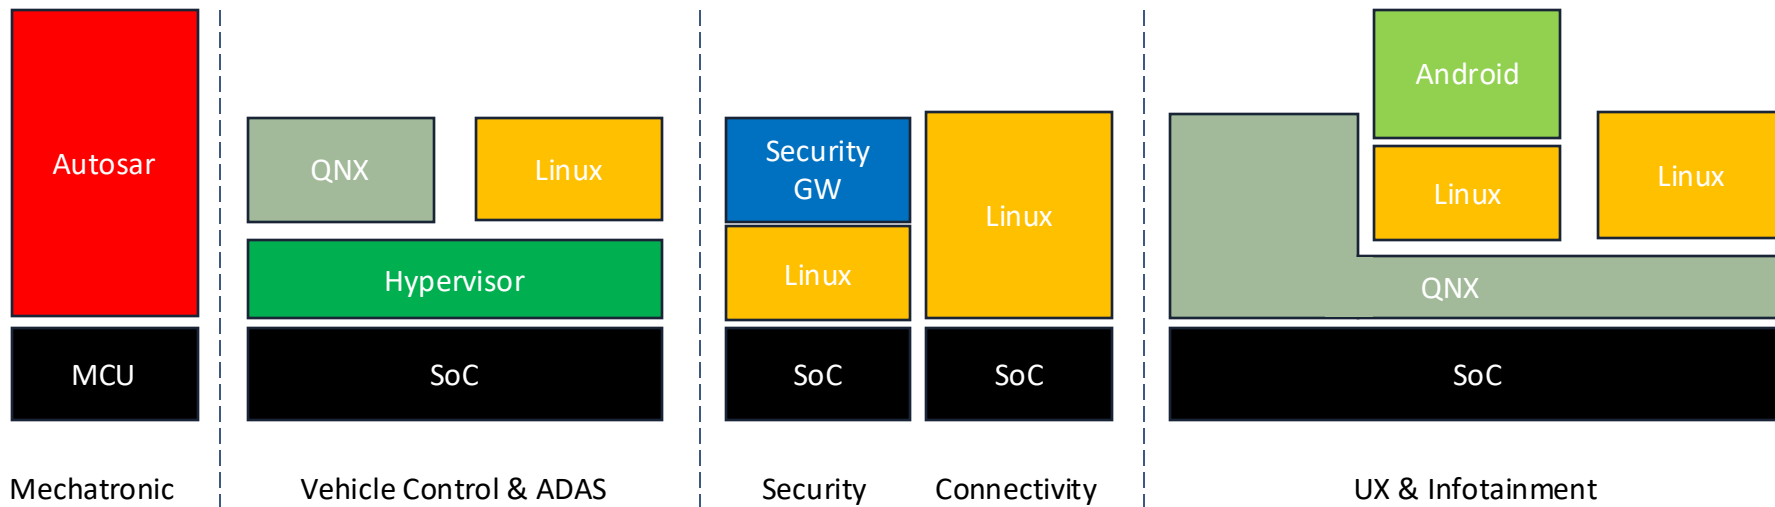 Autosar
MCU
Mechatronic
QNX
Linux
Hypervisor
SoC
Vehicle Control & ADAS
Security
GW
Linux
SoC
Security
Linux
SoC
Connectivity
Android
Linux
Linux
QNX
SoC
UX & Infotainment